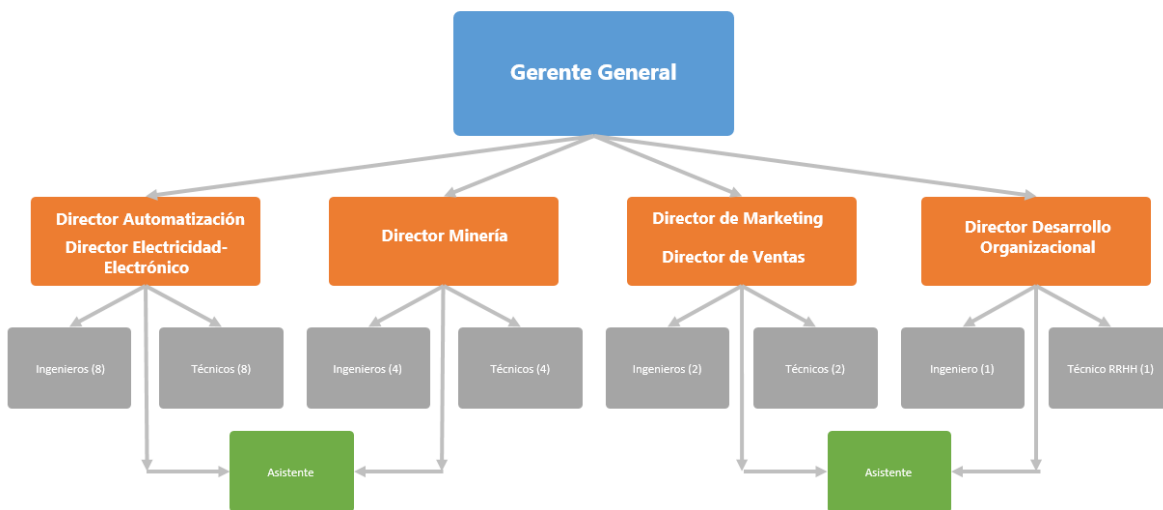 Gerente General
Director Automatización
Director Electricidad-
Electrónico
Director Minería
Director de Marketing
Director de Ventas
Director Desarrollo
Organizacional
Ingenieros (8)
Técnicos (8)
Ingenieros (4)
Técnicos (4)
Ingenieros (2)
Técnicos (2)
Ingeniero (1)
Técnico RRHH (1)
Asistente
Asistente